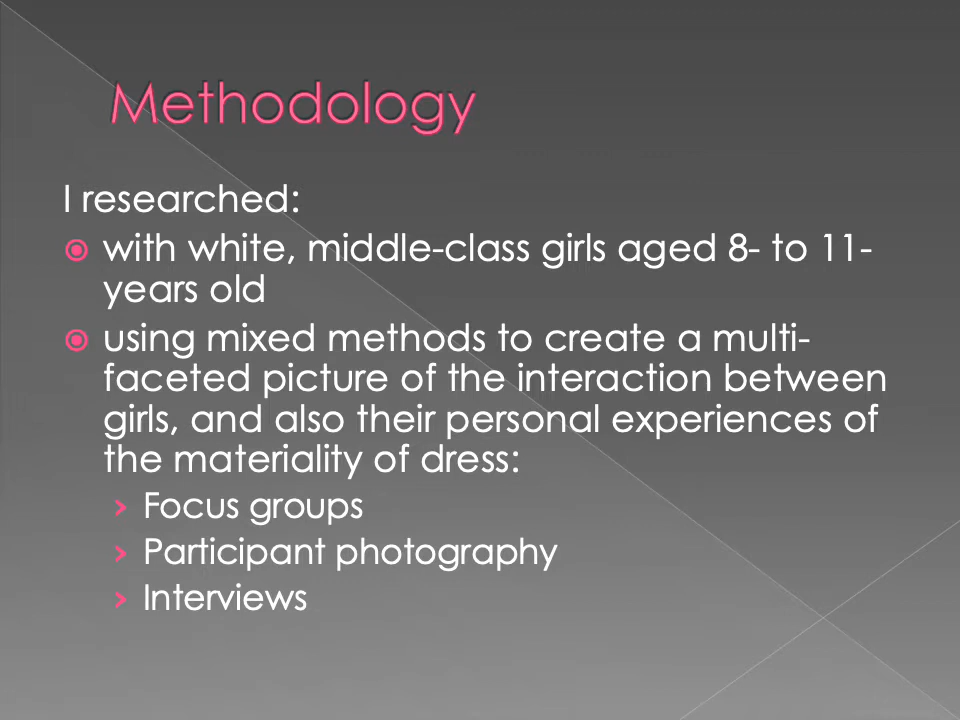 Methodology
I researched:
with white, middle-class girls aged 8- to 11-
years old
using mixed methods to create a multi-
faceted picture of the interaction between
girls, and also their personal experiences of
the materiality of dress:
Focus groups
Participant photography
Interviews